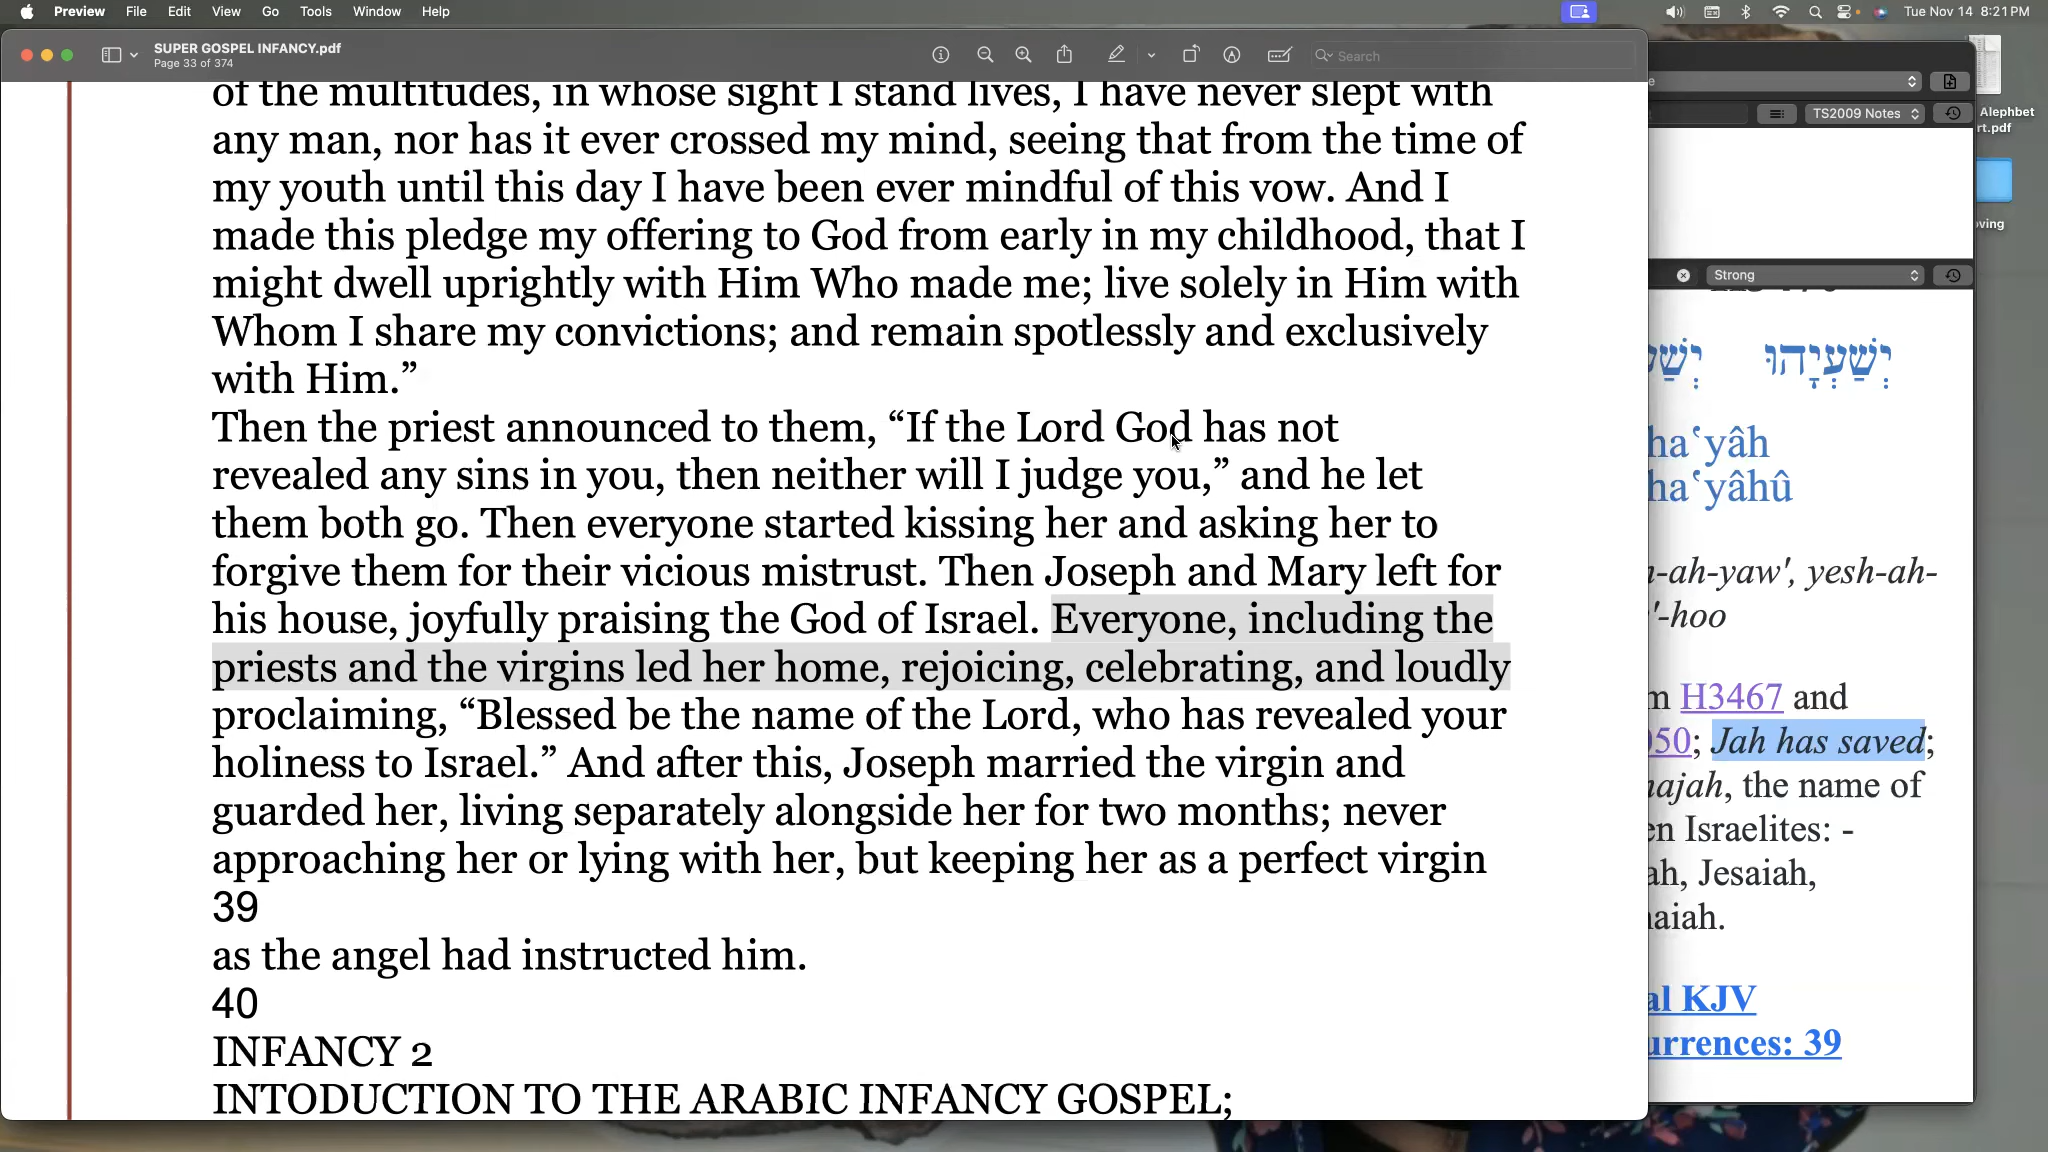 Preview File Edit View Go Tools Window Help Tue Nov 14 8:21 PM
SUPER GOSPEL INFANCY.pdf
Page 33 of 374
Search
of the multitudes, in whose sight I stand lives, I have never slept with
any man, nor has it ever crossed my mind, seeing that from the time of
my youth until this day I have been ever mindful of this vow. And I
made this pledge my offering to God from early in my childhood, that I
might dwell uprightly with Him Who made me; live solely in Him with
Whom I share my convictions; and remain spotlessly and exclusively
with Him.”
Then the priest announced to them, “If the Lord God has not
revealed any sins in you, then neither will I judge you,” and he let
them both go. Then everyone started kissing her and asking her to
forgive them for their vicious mistrust. Then Joseph and Mary left for
his house, joyfully praising the God of Israel. Everyone, including the
priests and the virgins led her home, rejoicing, celebrating, and loudly
proclaiming, “Blessed be the name of the Lord, who has revealed your
holiness to Israel.” And after this, Joseph married the virgin and
guarded her, living separately alongside her for two months; never
approaching her or lying with her, but keeping her as a perfect virgin
39
as the angel had instructed him.
40
INFANCY 2
INTODUCTION TO THE ARABIC INFANCY GOSPEL;
TS2009 Notes
Strong
יְשַׁעְיָהוּ
ha‛yâh
ha‛yâhû
-ah-yaw', yesh-ah-
'-hoo
H3467 and
050; Jah has saved;
ajah, the name of
en Israelites: -
ah, Jesaiah,
aiah.
al KJV
urrences: 39
Alephbet
rt.pdf
oving